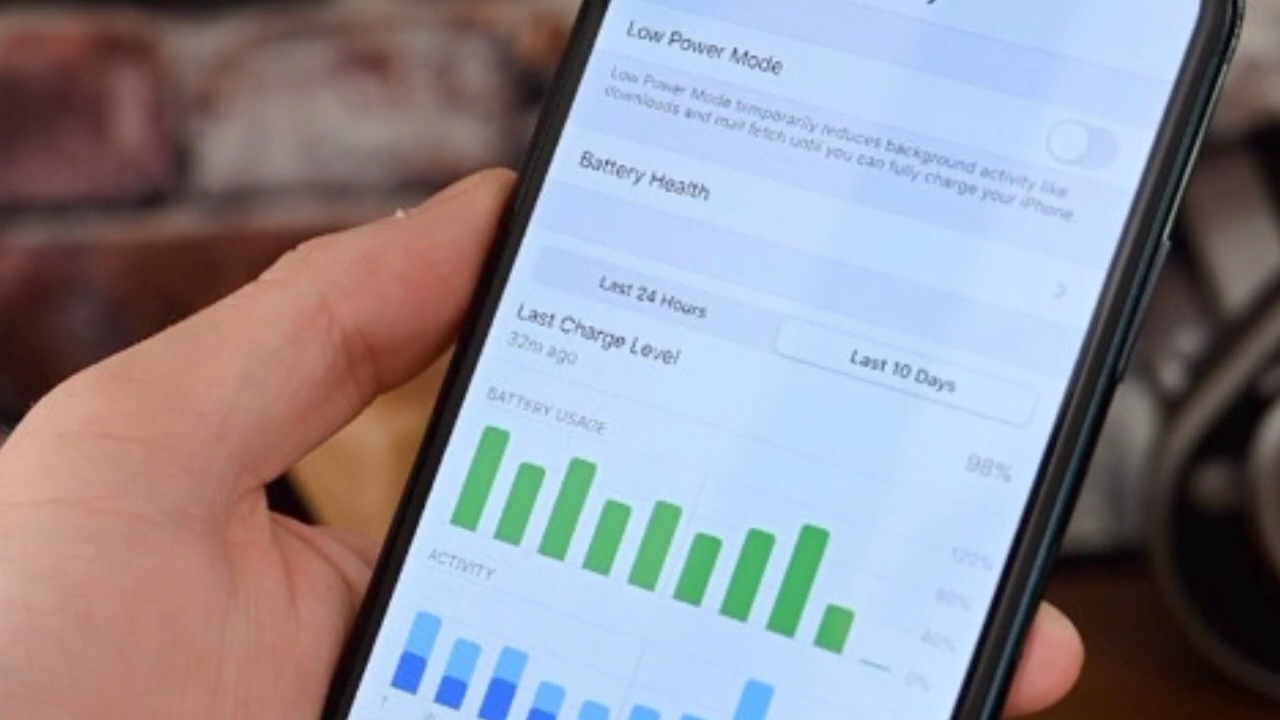 Low Power Mode
Low Power Mode temporarily reduces background activity like
downloads and mail fetch until you can fully charge your iPhone.
Battery Health
Last 24 Hours
Last 10 Days
Last Charge Level
32m ago
98%
BATTERY USAGE
120%
80%
40%
0%
ACTIVITY
T